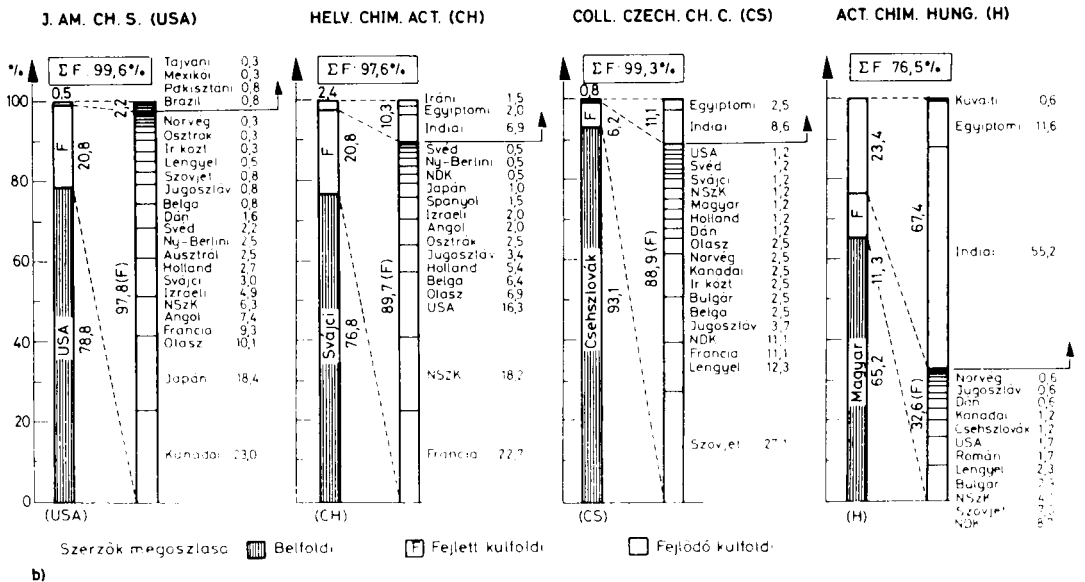 J. AM. CH. S. (USA)
HELV. CHIM. ACT. (CH)
COLL. CZECH. CH. C. (CS)
ACT. CHIM. HUNG. (H)
%
100
80
60
40
20
0
Σ F : 99,6%
0,5
2,2
F
20,8
USA
78,8
97,8 (F)
(USA)
Tajvani 0,3
Mexikói 0,3
Pakisztáni 0,8
Brazil 0,8
Norvég 0,3
Osztrák 0,3
Ír közt 0,3
Lengyel 0,5
Szovjet 0,8
Jugoszláv 0,8
Belga 0,8
Dán 1,6
Svéd 2,2
Ny-Berlini 2,5
Ausztrál 2,5
Holland 2,7
Svájci 3,0
Izraeli 4,9
NSzK 6,3
Angol 7,4
Francia 9,3
Olasz 10,1
Japán 18,4
Kanadai 23,0
Σ F : 97,6%
2,4
10,3
F
20,8
Svájci
76,8
89,7 (F)
(CH)
Iráni 1,5
Egyiptomi 2,0
Indiai 6,9
Svéd 0,5
Ny-Berlini 0,5
NDK 0,5
Japán 1,0
Spanyol 1,5
Izraeli 2,0
Angol 2,0
Osztrák 2,5
Jugoszláv 3,4
Holland 5,4
Belga 6,4
Olasz 6,9
USA 16,3
NSZK 18,2
Francia 22,7
Σ F : 99,3%
0,8
11,1
F
6,2
Csehszlovák
93,1
88,9 (F)
(CS)
Egyiptomi 2,5
Indiai 8,6
USA 1,2
Svéd 1,2
Svájci 1,2
NSZK 1,2
Magyar 1,2
Holland 1,2
Dán 1,2
Olasz 2,5
Norvég 2,5
Kanadai 2,5
Ír közt 2,5
Bulgár 2,5
Belga 2,5
Jugoszláv 3,7
NDK 11,1
Francia 11,1
Lengyel 12,3
Szovjet
Σ F 76,5%
23,4
F
11,3
Magyar
65,2
67,4
32,6 (F)
(H)
Kuvaiti 0,6
Egyiptomi 11,6
Indiai 55,2
Norvég 0,6
Jugoszláv 0,6
Dán 0,6
Kanadai 1,2
Csehszlovák 1,2
USA 1,7
Román 1,7
Lengyel 2,3
Bulgár
NSZK
Szovjet
NDK
Szerzők megoszlása
Belföldi
F Fejlett külföldi
Fejlődő külföldi
b)